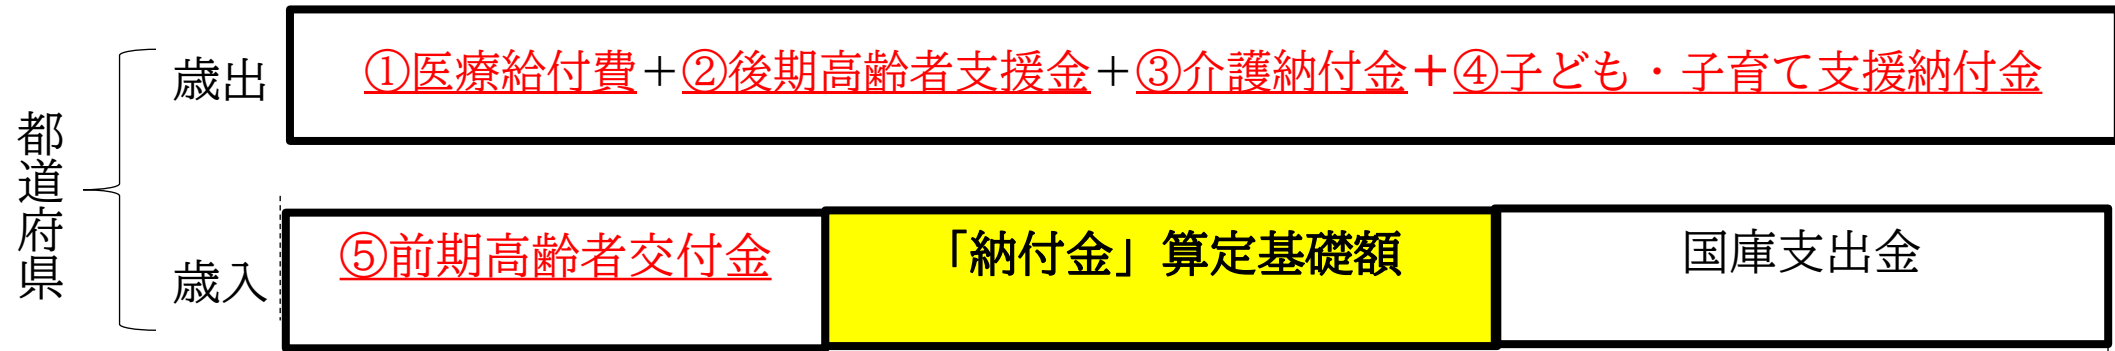 都道府県
歳出
①医療給付費＋②後期高齢者支援金＋③介護納付金＋④子ども・子育て支援納付金
歳入
⑤前期高齢者交付金
「納付金」算定基礎額
国庫支出金